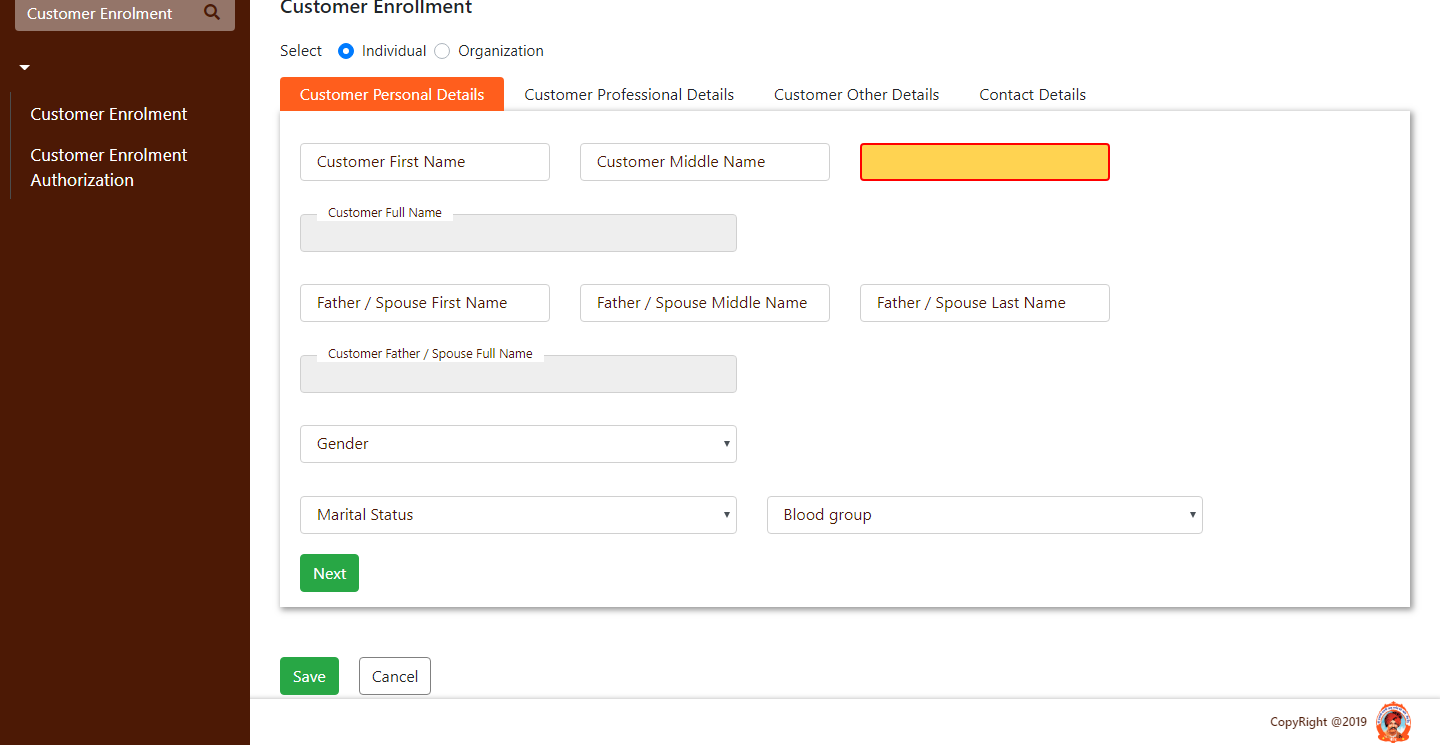 Customer Enrolment
Customer Enrolment
Customer Enrolment
Authorization
Customer Enrollment
Select Individual Organization
Customer Personal Details Customer Professional Details Customer Other Details Contact Details
Customer First Name Customer Middle Name
Customer Full Name
Father / Spouse First Name Father / Spouse Middle Name Father / Spouse Last Name
Customer Father / Spouse Full Name
Gender
Marital Status Blood group
Next
Save Cancel
CopyRight @2019